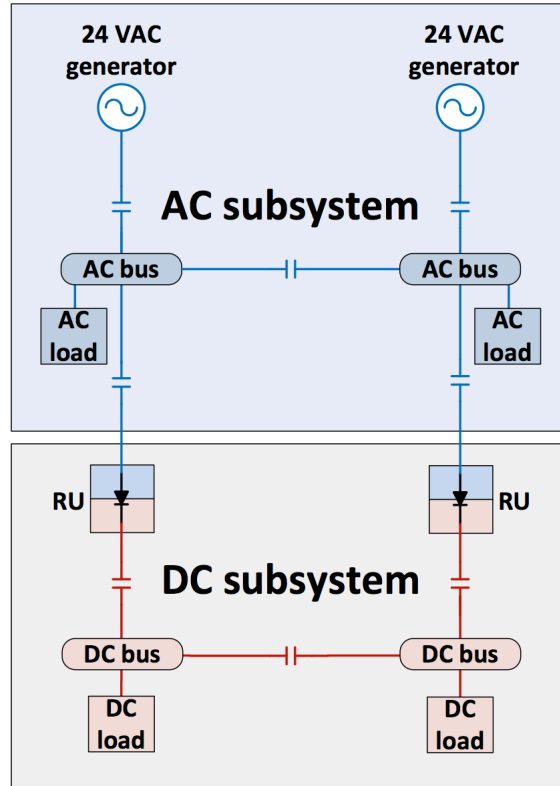 24 VAC
generator
24 VAC
generator
AC subsystem
AC bus
AC bus
AC
load
AC
load
RU
RU
DC subsystem
DC bus
DC bus
DC
load
DC
load